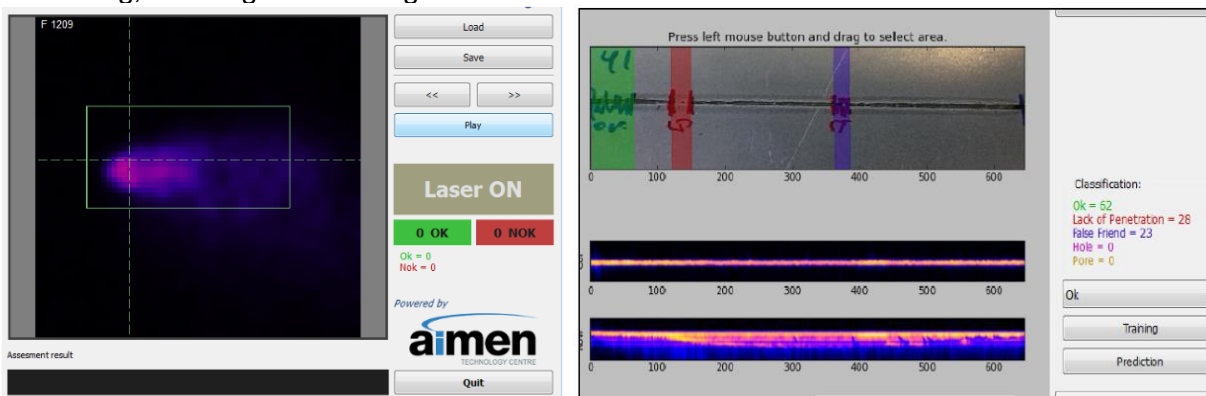 F 1209
Load
Save
<< >>
Play
Laser ON
0 OK 0 NOK
Ok = 0
Nok = 0
Powered by
aimen
TECHNOLOGY CENTRE
Assesment result
Quit
Press left mouse button and drag to select area.
41
0 100 200 300 400 500 600
0 100 200 300 400 500 600
0 100 200 300 400 500 600
Classification:
Ok = 62
Lack of Penetration = 28
False Friend = 23
Hole = 0
Pore = 0
Ok
Training
Prediction